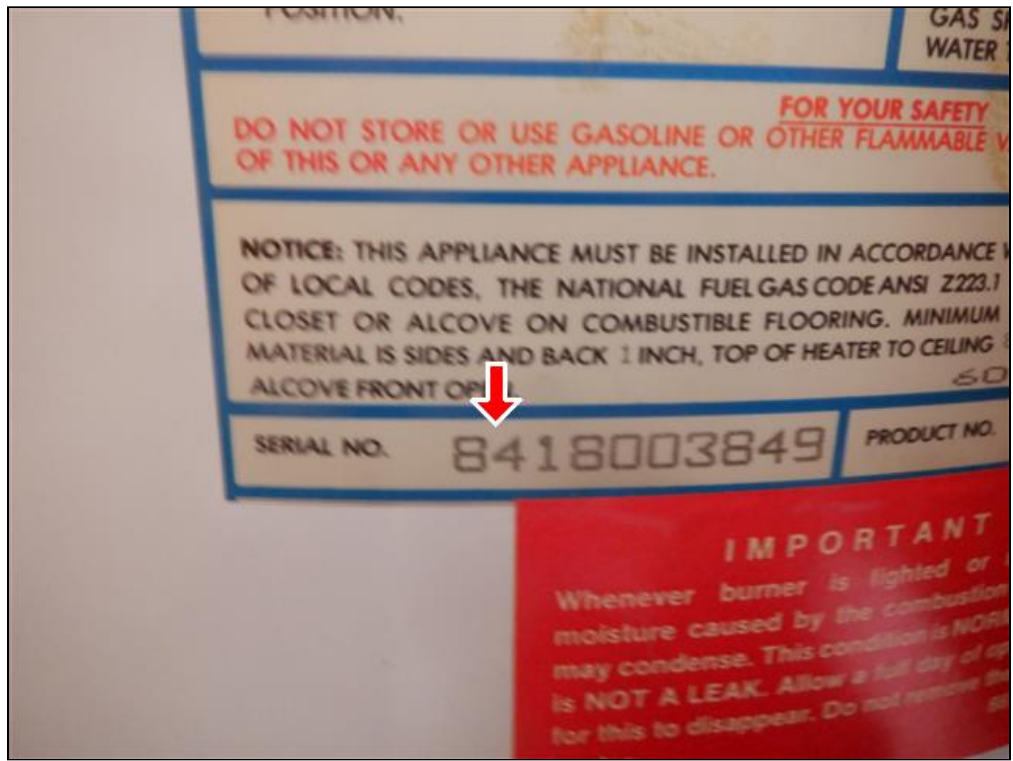 POSITION.
GAS
WATER
FOR YOUR SAFETY
DO NOT STORE OR USE GASOLINE OR OTHER FLAMMABLE V
OF THIS OR ANY OTHER APPLIANCE.
NOTICE: THIS APPLIANCE MUST BE INSTALLED IN ACCORDANCE
OF LOCAL CODES, THE NATIONAL FUEL GAS CODE ANSI Z223.1
CLOSET OR ALCOVE ON COMBUSTIBLE FLOORING. MINIMUM
MATERIAL IS SIDES AND BACK 1 INCH, TOP OF HEATER TO CEILING
60
ALCOVE FRONT
SERIAL NO. 8418003849
PRODUCT NO.
IMPORTANT
Whenever burner is lighted or
moisture caused by the combustion
may condense. This condition is
is NOT A LEAK. Allow a full day of
for this to disappear. Do not remove